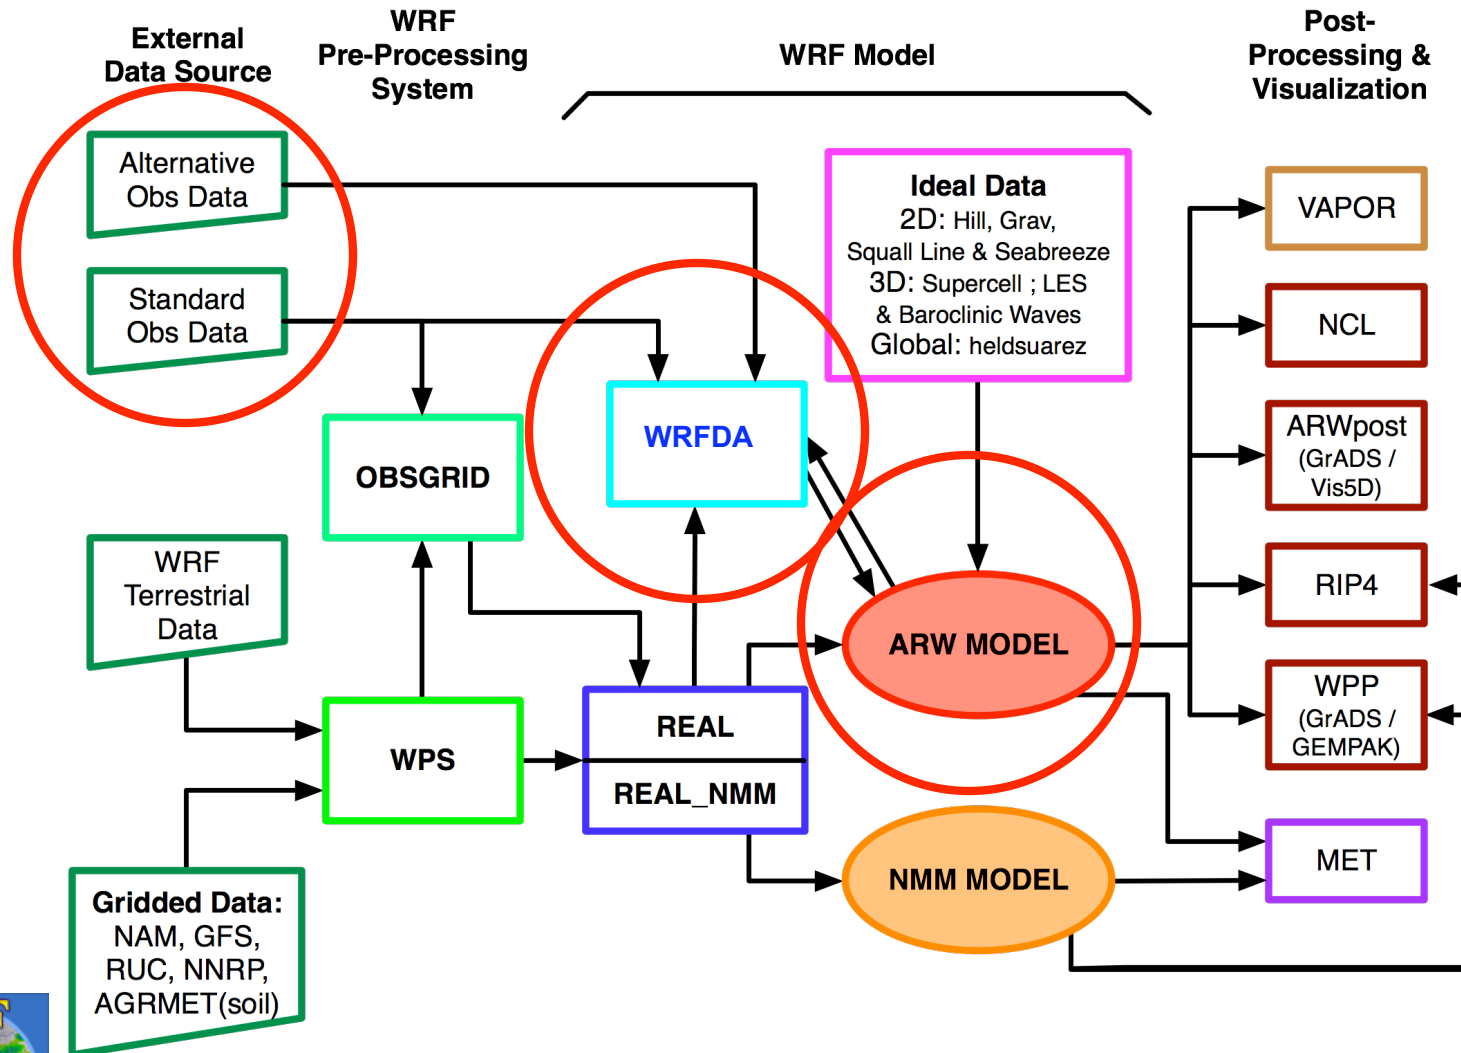 External
Data Source
WRF
Pre-Processing
System
WRF Model
Post-
Processing &
Visualization
Alternative
Obs Data
Standard
Obs Data
WRF
Terrestrial
Data
Gridded Data:
NAM, GFS,
RUC, NNRP,
AGRMET(soil)
OBSGRID
WPS
WRFDA
REAL
REAL_NMM
Ideal Data
2D: Hill, Grav,
Squall Line & Seabreeze
3D: Supercell ; LES
& Baroclinic Waves
Global: heldsuarez
ARW MODEL
NMM MODEL
VAPOR
NCL
ARWpost
(GrADS /
Vis5D)
RIP4
WPP
(GrADS /
GEMPAK)
MET